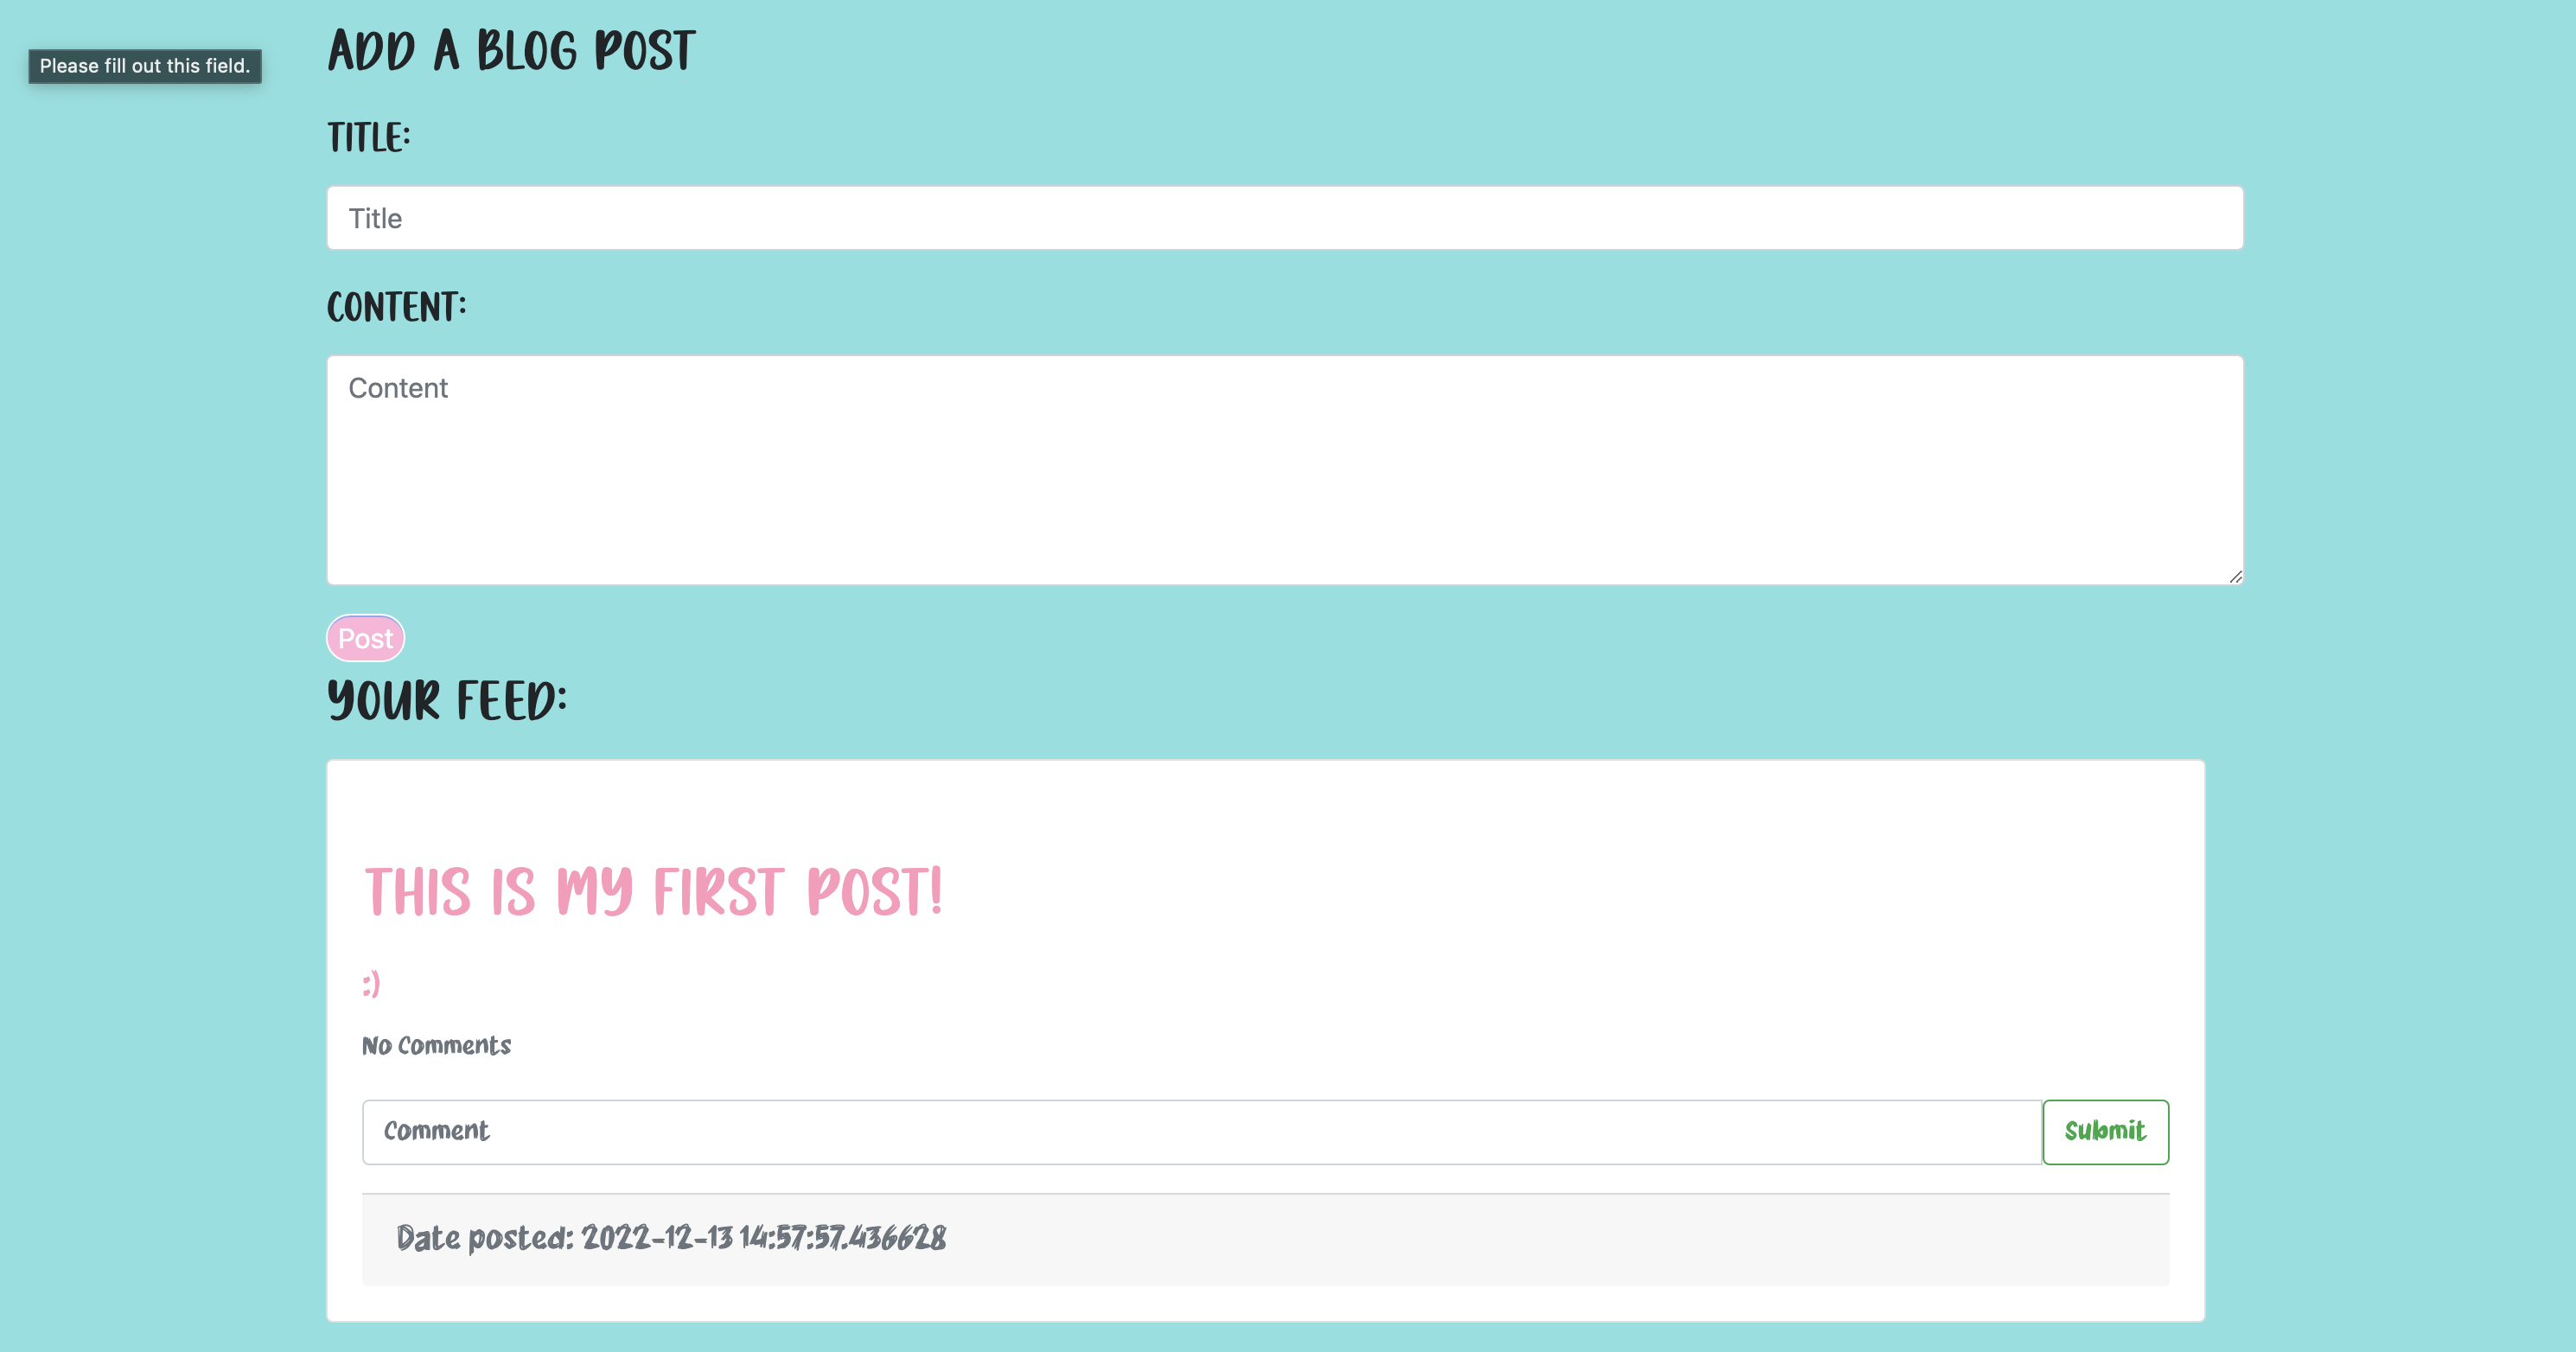 ADD A BLOG POST
Please fill out this field.
TITLE:
Title
CONTENT:
Content
Post
YOUR FEED:
THIS IS MY FIRST POST!
:)
No Comments
Comment
Submit
Date posted: 2022-12-13 14:57:57.436628